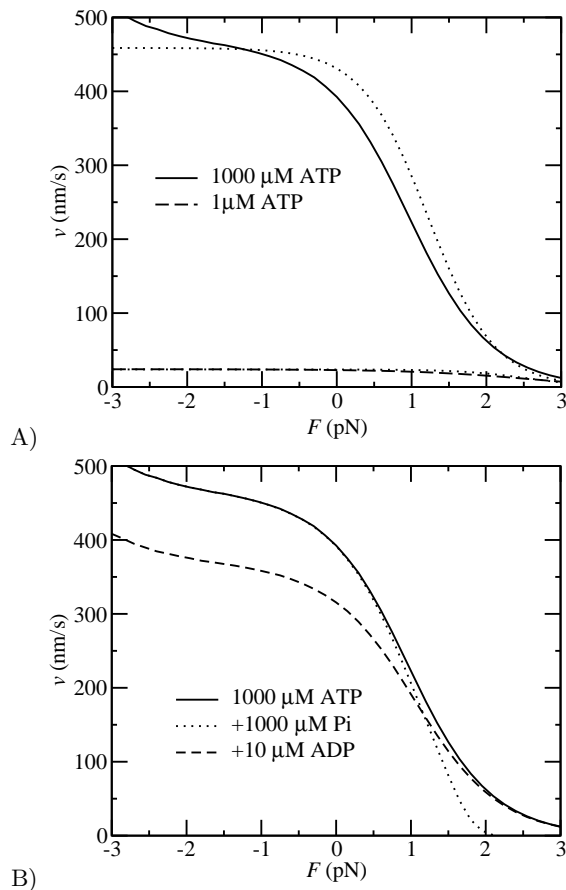 500
400
300
200
100
0
v (nm/s)
1000 μM ATP
1μM ATP
-3 -2 -1 0 1 2 3
F (pN)
A)
500
400
300
200
100
0
v (nm/s)
1000 μM ATP
+1000 μM Pi
+10 μM ADP
-3 -2 -1 0 1 2 3
F (pN)
B)